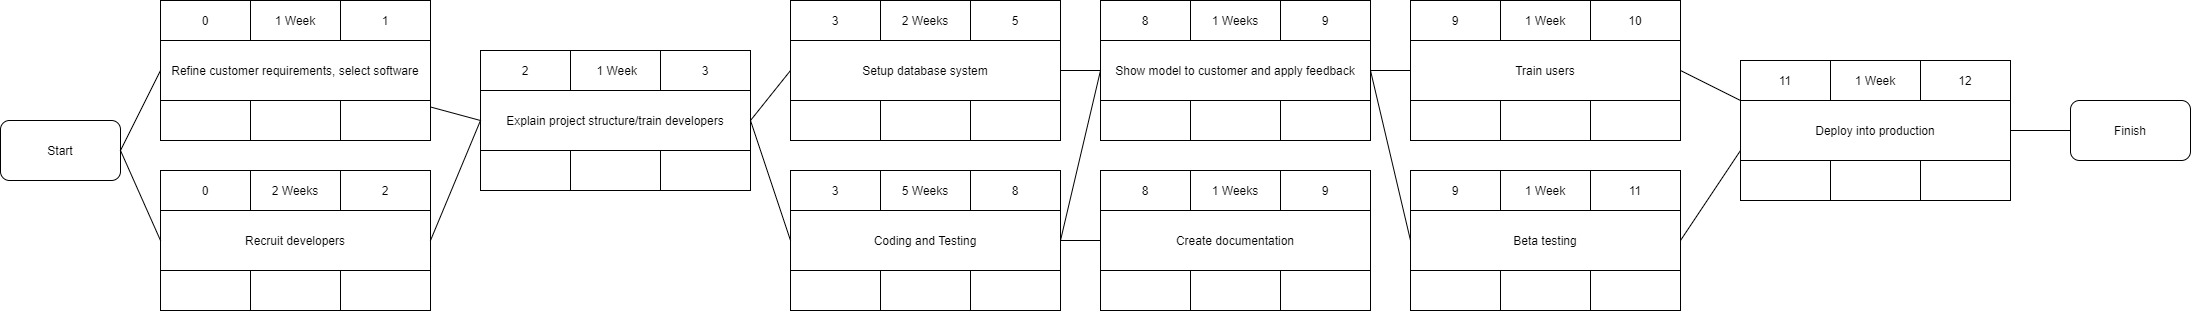 Start
0 1 Week 1
Refine customer requirements, select software
0 2 Weeks 2
Recruit developers
2 1 Week 3
Explain project structure/train developers
3 2 Weeks 5
Setup database system
3 5 Weeks 8
Coding and Testing
8 1 Weeks 9
Show model to customer and apply feedback
8 1 Weeks 9
Create documentation
9 1 Week 10
Train users
9 1 Week 11
Beta testing
11 1 Week 12
Deploy into production
Finish